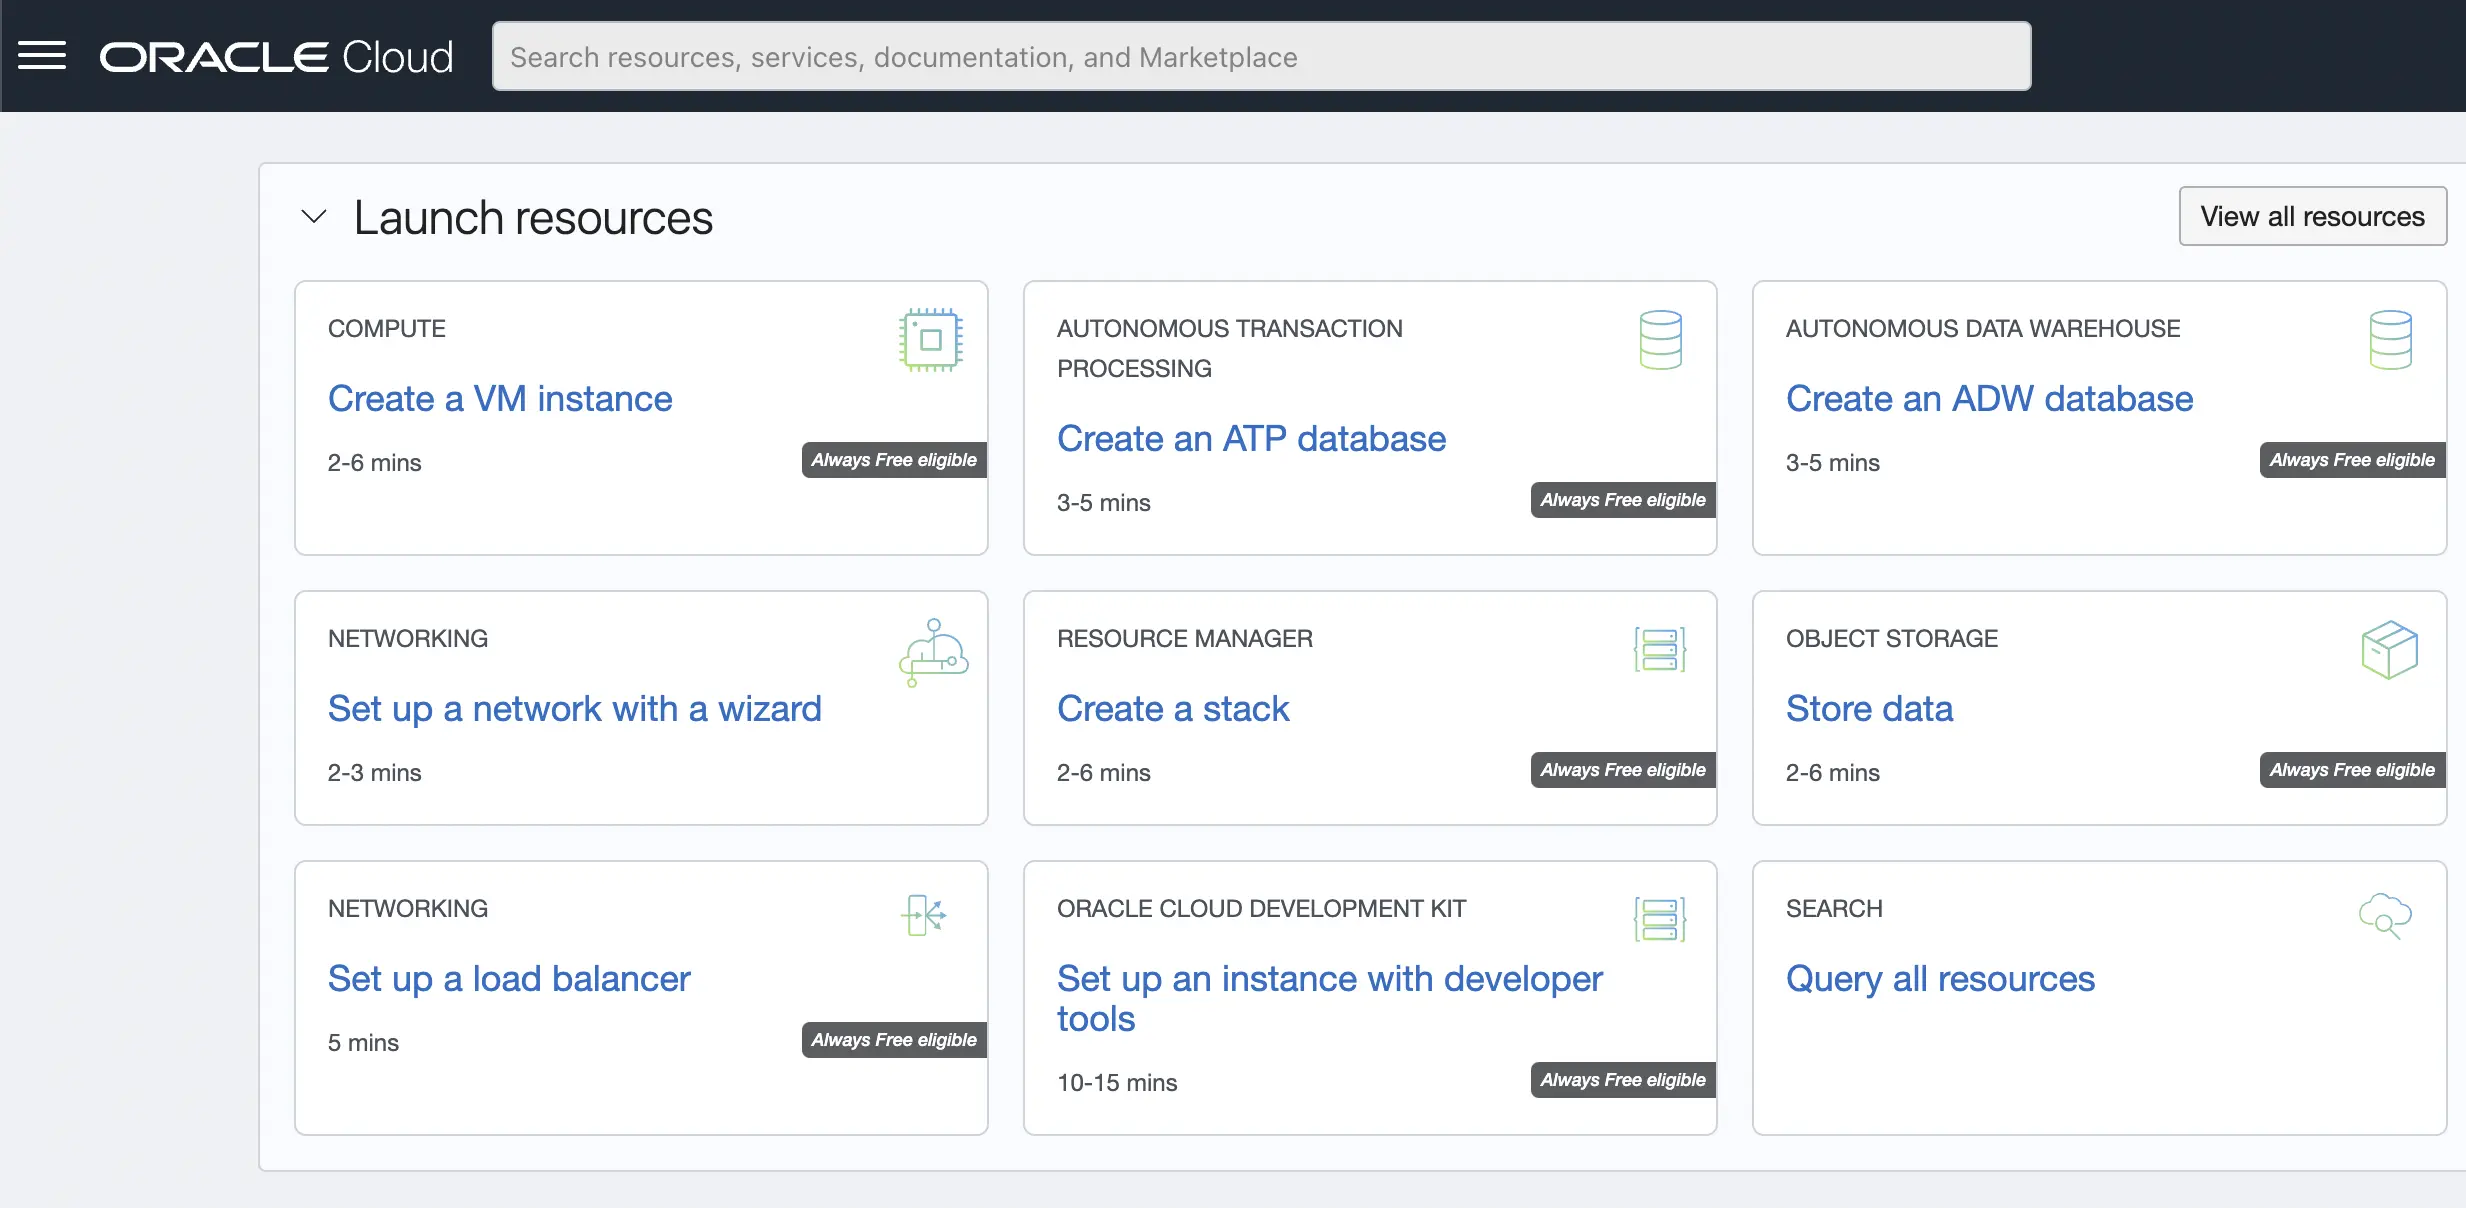 ORACLE Cloud
Search resources, services, documentation, and Marketplace
Launch resources
View all resources
COMPUTE
Create a VM instance
2-6 mins
Always Free eligible
AUTONOMOUS TRANSACTION
PROCESSING
Create an ATP database
3-5 mins
Always Free eligible
AUTONOMOUS DATA WAREHOUSE
Create an ADW database
3-5 mins
Always Free eligible
NETWORKING
Set up a network with a wizard
2-3 mins
RESOURCE MANAGER
Create a stack
2-6 mins
Always Free eligible
OBJECT STORAGE
Store data
2-6 mins
Always Free eligible
NETWORKING
Set up a load balancer
5 mins
Always Free eligible
ORACLE CLOUD DEVELOPMENT KIT
Set up an instance with developer
tools
10-15 mins
Always Free eligible
SEARCH
Query all resources